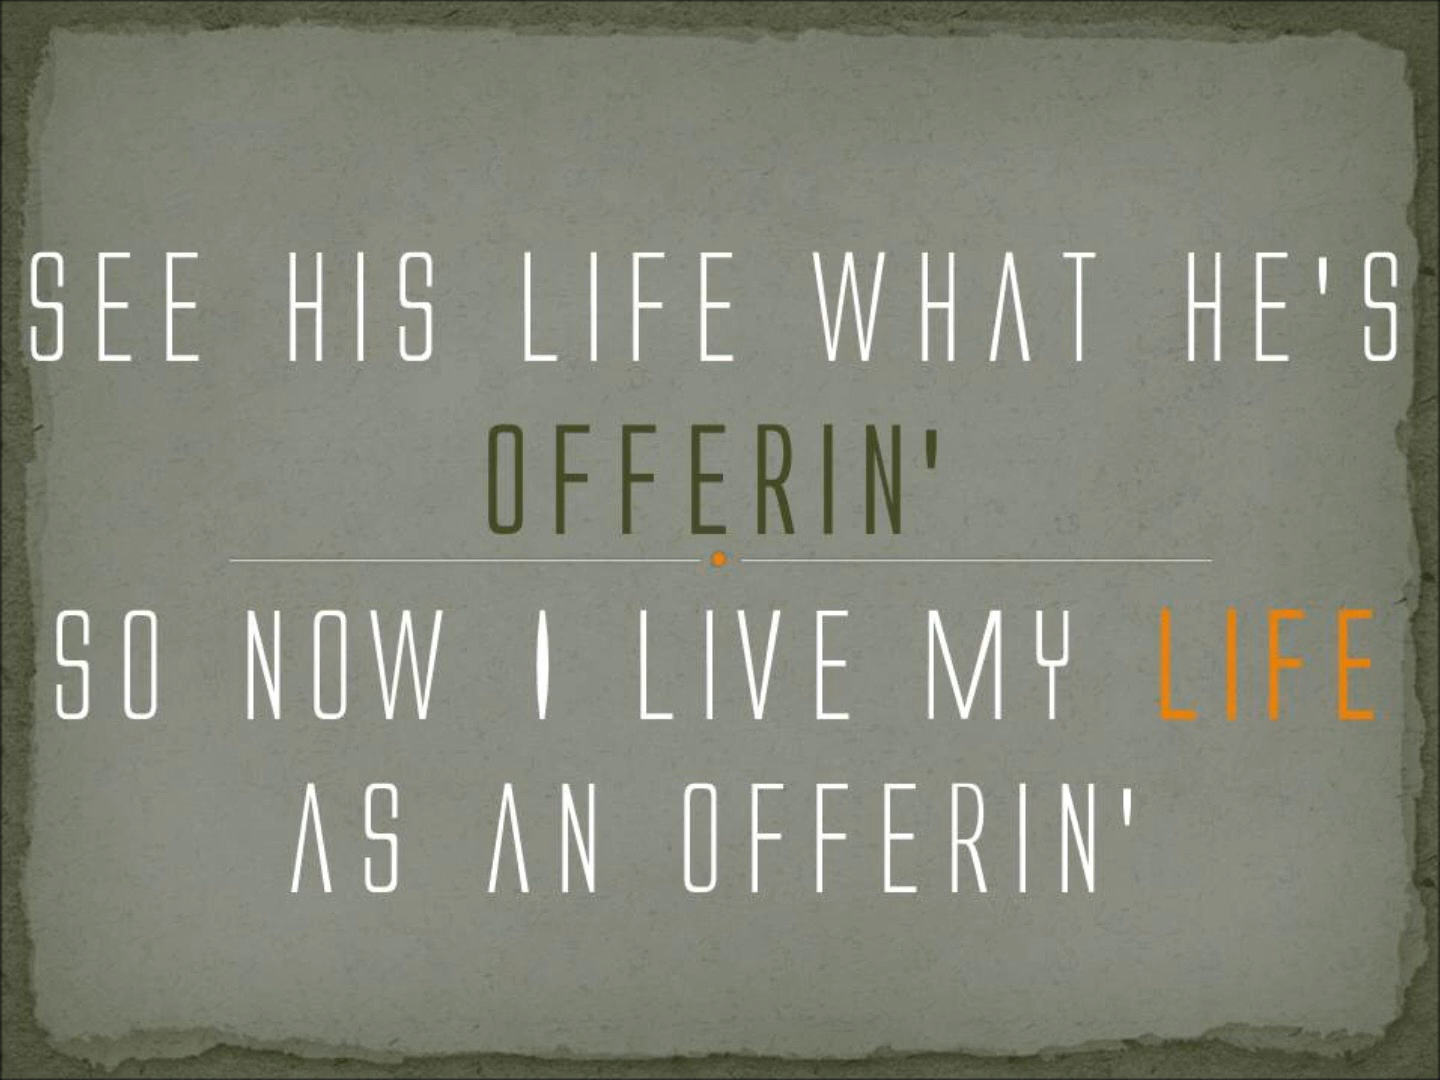 SEE HIS LIFE WHAT HE'S
OFFERIN'
SO NOW I LIVE MY LIFE
AS AN OFFERIN'